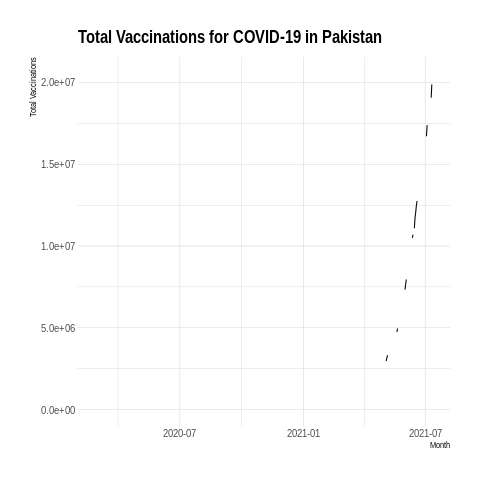 Total Vaccinations for COVID-19 in Pakistan
Total Vaccinations
2.0e+07
1.5e+07
1.0e+07
5.0e+06
0.0e+00
2020-07
2021-01
2021-07
Month